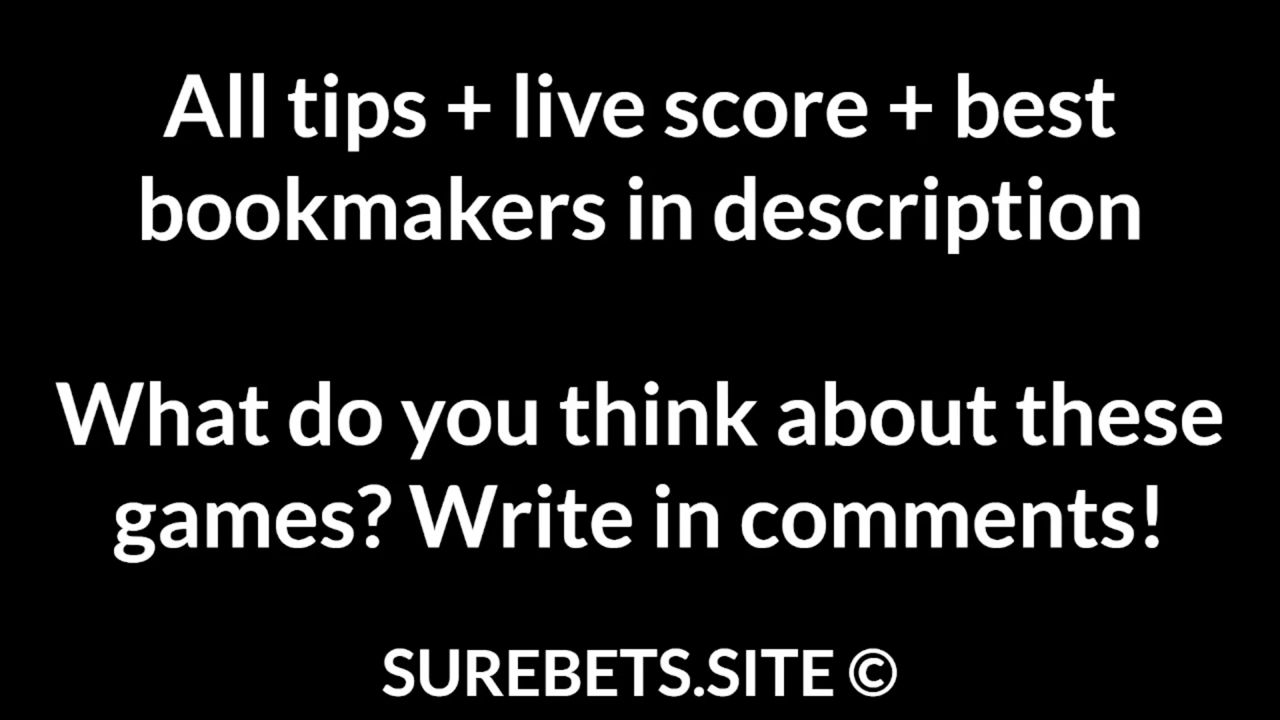 All tips + live score + best
bookmakers in description
What do you think about these
games? Write in comments!
SUREBETS.SITE ©